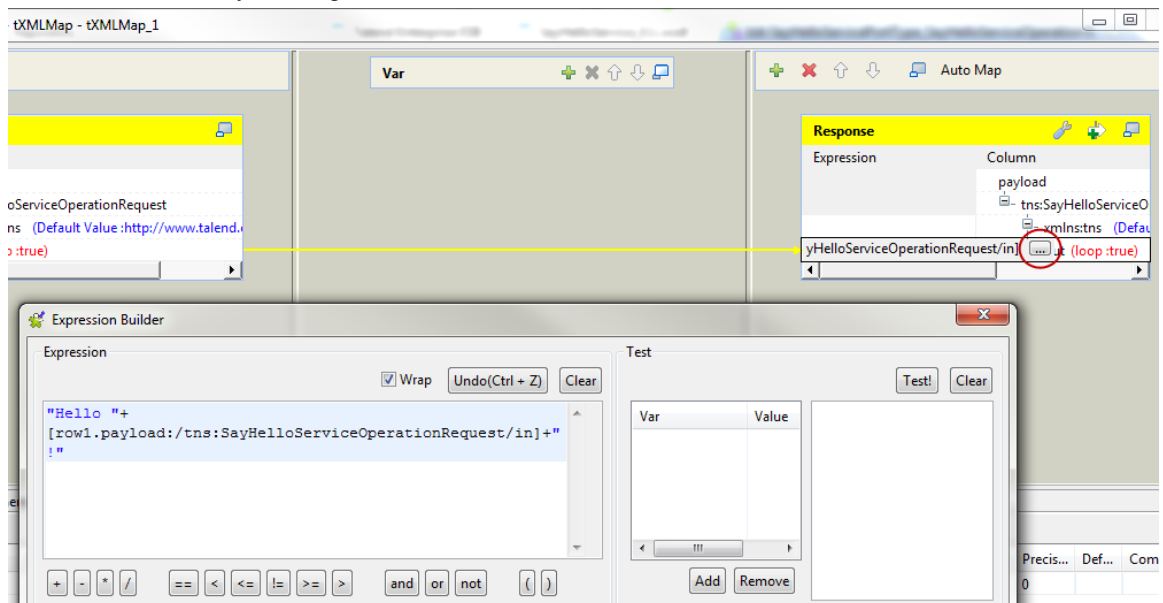 - tXMLMap - tXMLMap_1
Var
Auto Map
Response
Expression
Column
payload
oServiceOperationRequest
tns:SayHelloServiceO
ns (Default Value :http://www.talend.
xmlns:tns (Defau
:true)
yHelloServiceOperationRequest/in]
...
(loop :true)
Expression Builder
Expression
Test
Wrap
Undo(Ctrl + Z)
Clear
Test!
Clear
"Hello "+
[row1.payload:/tns:SayHelloServiceOperationRequest/in]+"
!"
Var
Value
+ - * / == < <= != >= > and or not ( )
Add
Remove
Precis...
Def...
Com
0